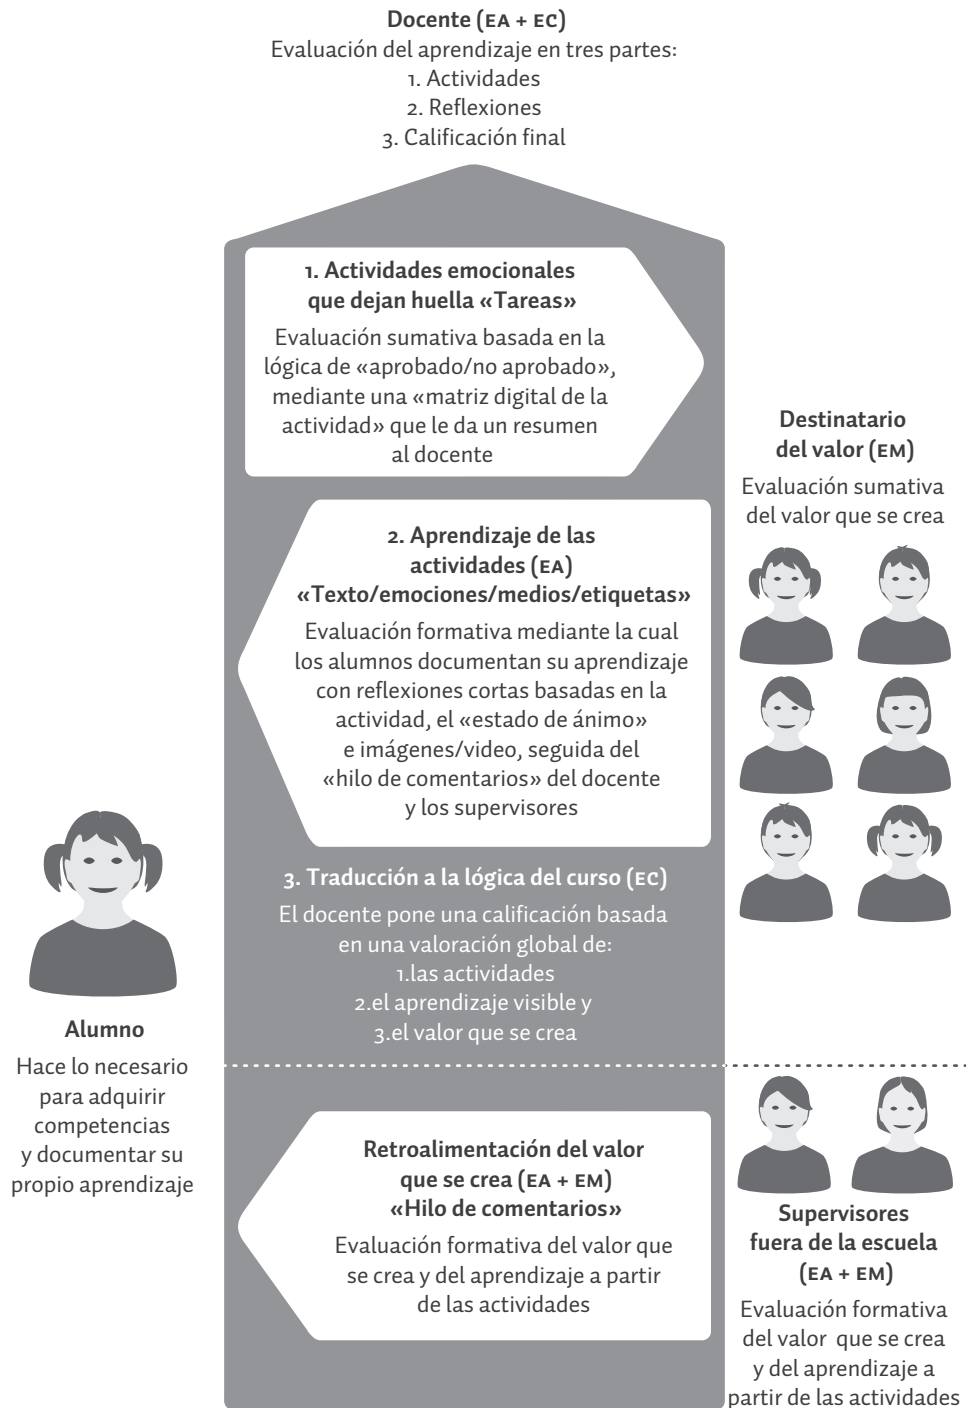 Docente (EA + EC)
Evaluación del aprendizaje en tres partes:
1. Actividades
2. Reflexiones
3. Calificación final
1. Actividades emocionales
que dejan huella «Tareas»
Evaluación sumativa basada en la
lógica de «aprobado/no aprobado»,
mediante una «matriz digital de la
actividad» que le da un resumen
al docente
Destinatario
del valor (EM)
Evaluación sumativa
del valor que se crea
2. Aprendizaje de las
actividades (EA)
«Texto/emociones/medios/etiquetas»
Evaluación formativa mediante la cual
los alumnos documentan su aprendizaje
con reflexiones cortas basadas en la
actividad, el «estado de ánimo»
e imágenes/video, seguida del
«hilo de comentarios» del docente
y los supervisores
3. Traducción a la lógica del curso (EC)
El docente pone una calificación basada
en una valoración global de:
1.las actividades
2.el aprendizaje visible y
3.el valor que se crea
Alumno
Hace lo necesario
para adquirir
competencias
y documentar su
propio aprendizaje
Retroalimentación del valor
que se crea (EA + EM)
«Hilo de comentarios»
Evaluación formativa del valor que
se crea y del aprendizaje a partir
de las actividades
Supervisores
fuera de la escuela
(EA + EM)
Evaluación formativa
del valor que se crea
y del aprendizaje a
partir de las actividades